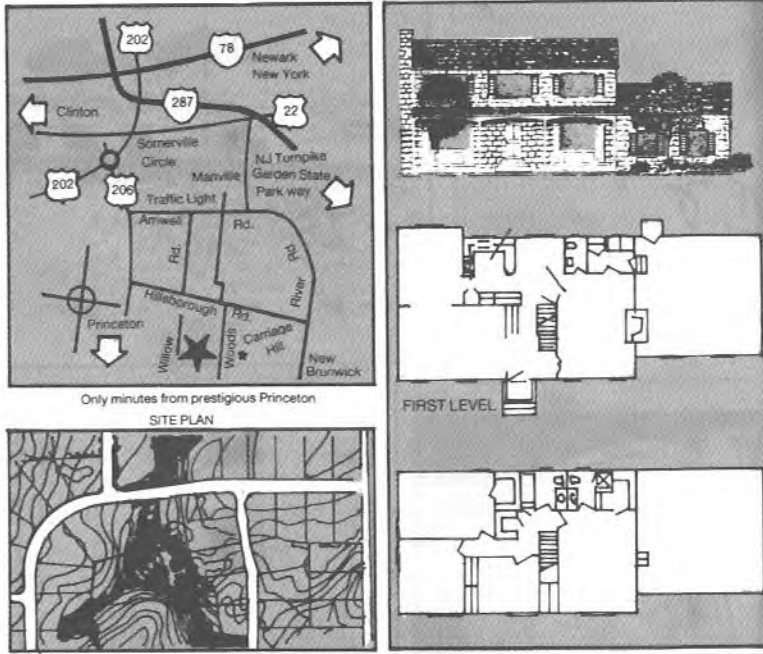 202
78
Newark
New York
287
22
Clinton
Somerville
Circle
NJ Turnpike
Garden State
Park way
Manville
202
206
Traffic Light
Amwell
Rd.
Rd.
Rd.
River
Hillsborough
Rd.
Princeton
Willow
Woods
Carriage
Hill
New
Brunswick
Only minutes from prestigious Princeton
SITE PLAN
FIRST LEVEL